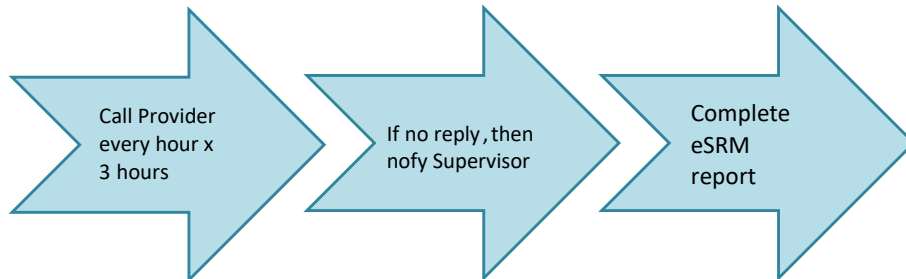 Call Provider
every hour x
3 hours
If no reply, then
nofy Supervisor
Complete
eSRM
report